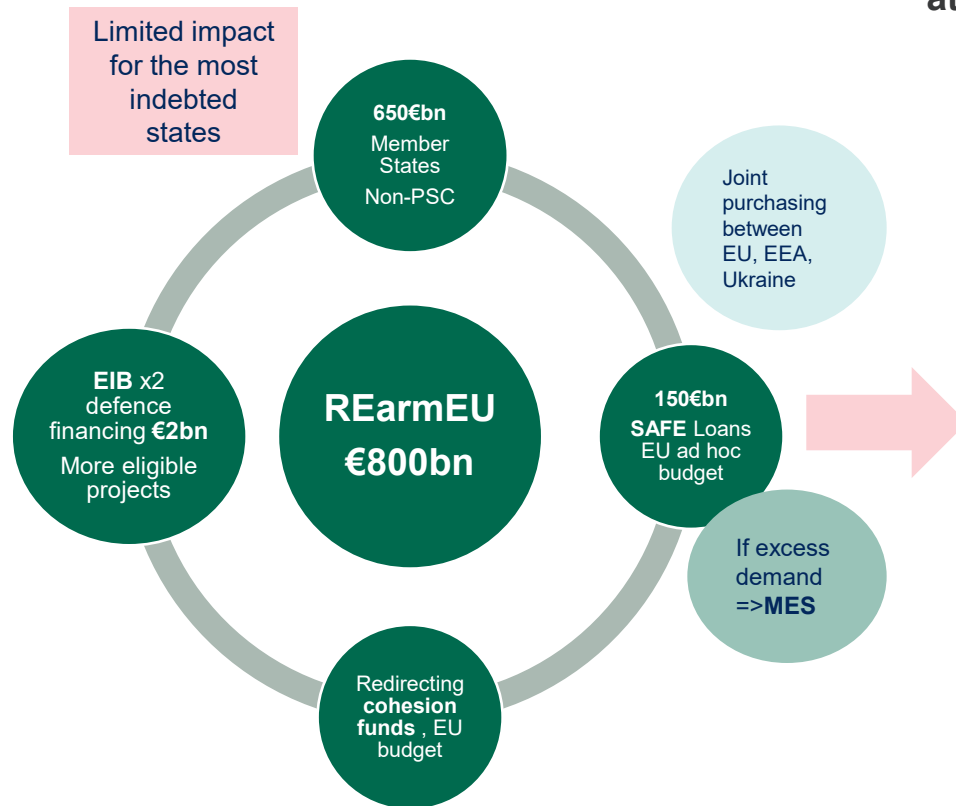 at
Limited impact
for the most
indebted
states
650€bn
Member
States
Non-PSC
Joint
purchasing
between
EU, EEA,
Ukraine
EIB x2
defence
financing €2bn
More eligible
projects
REarmEU
€800bn
150€bn
SAFE Loans
EU ad hoc
budget
If excess
demand
=>MES
Redirecting
cohesion
funds , EU
budget